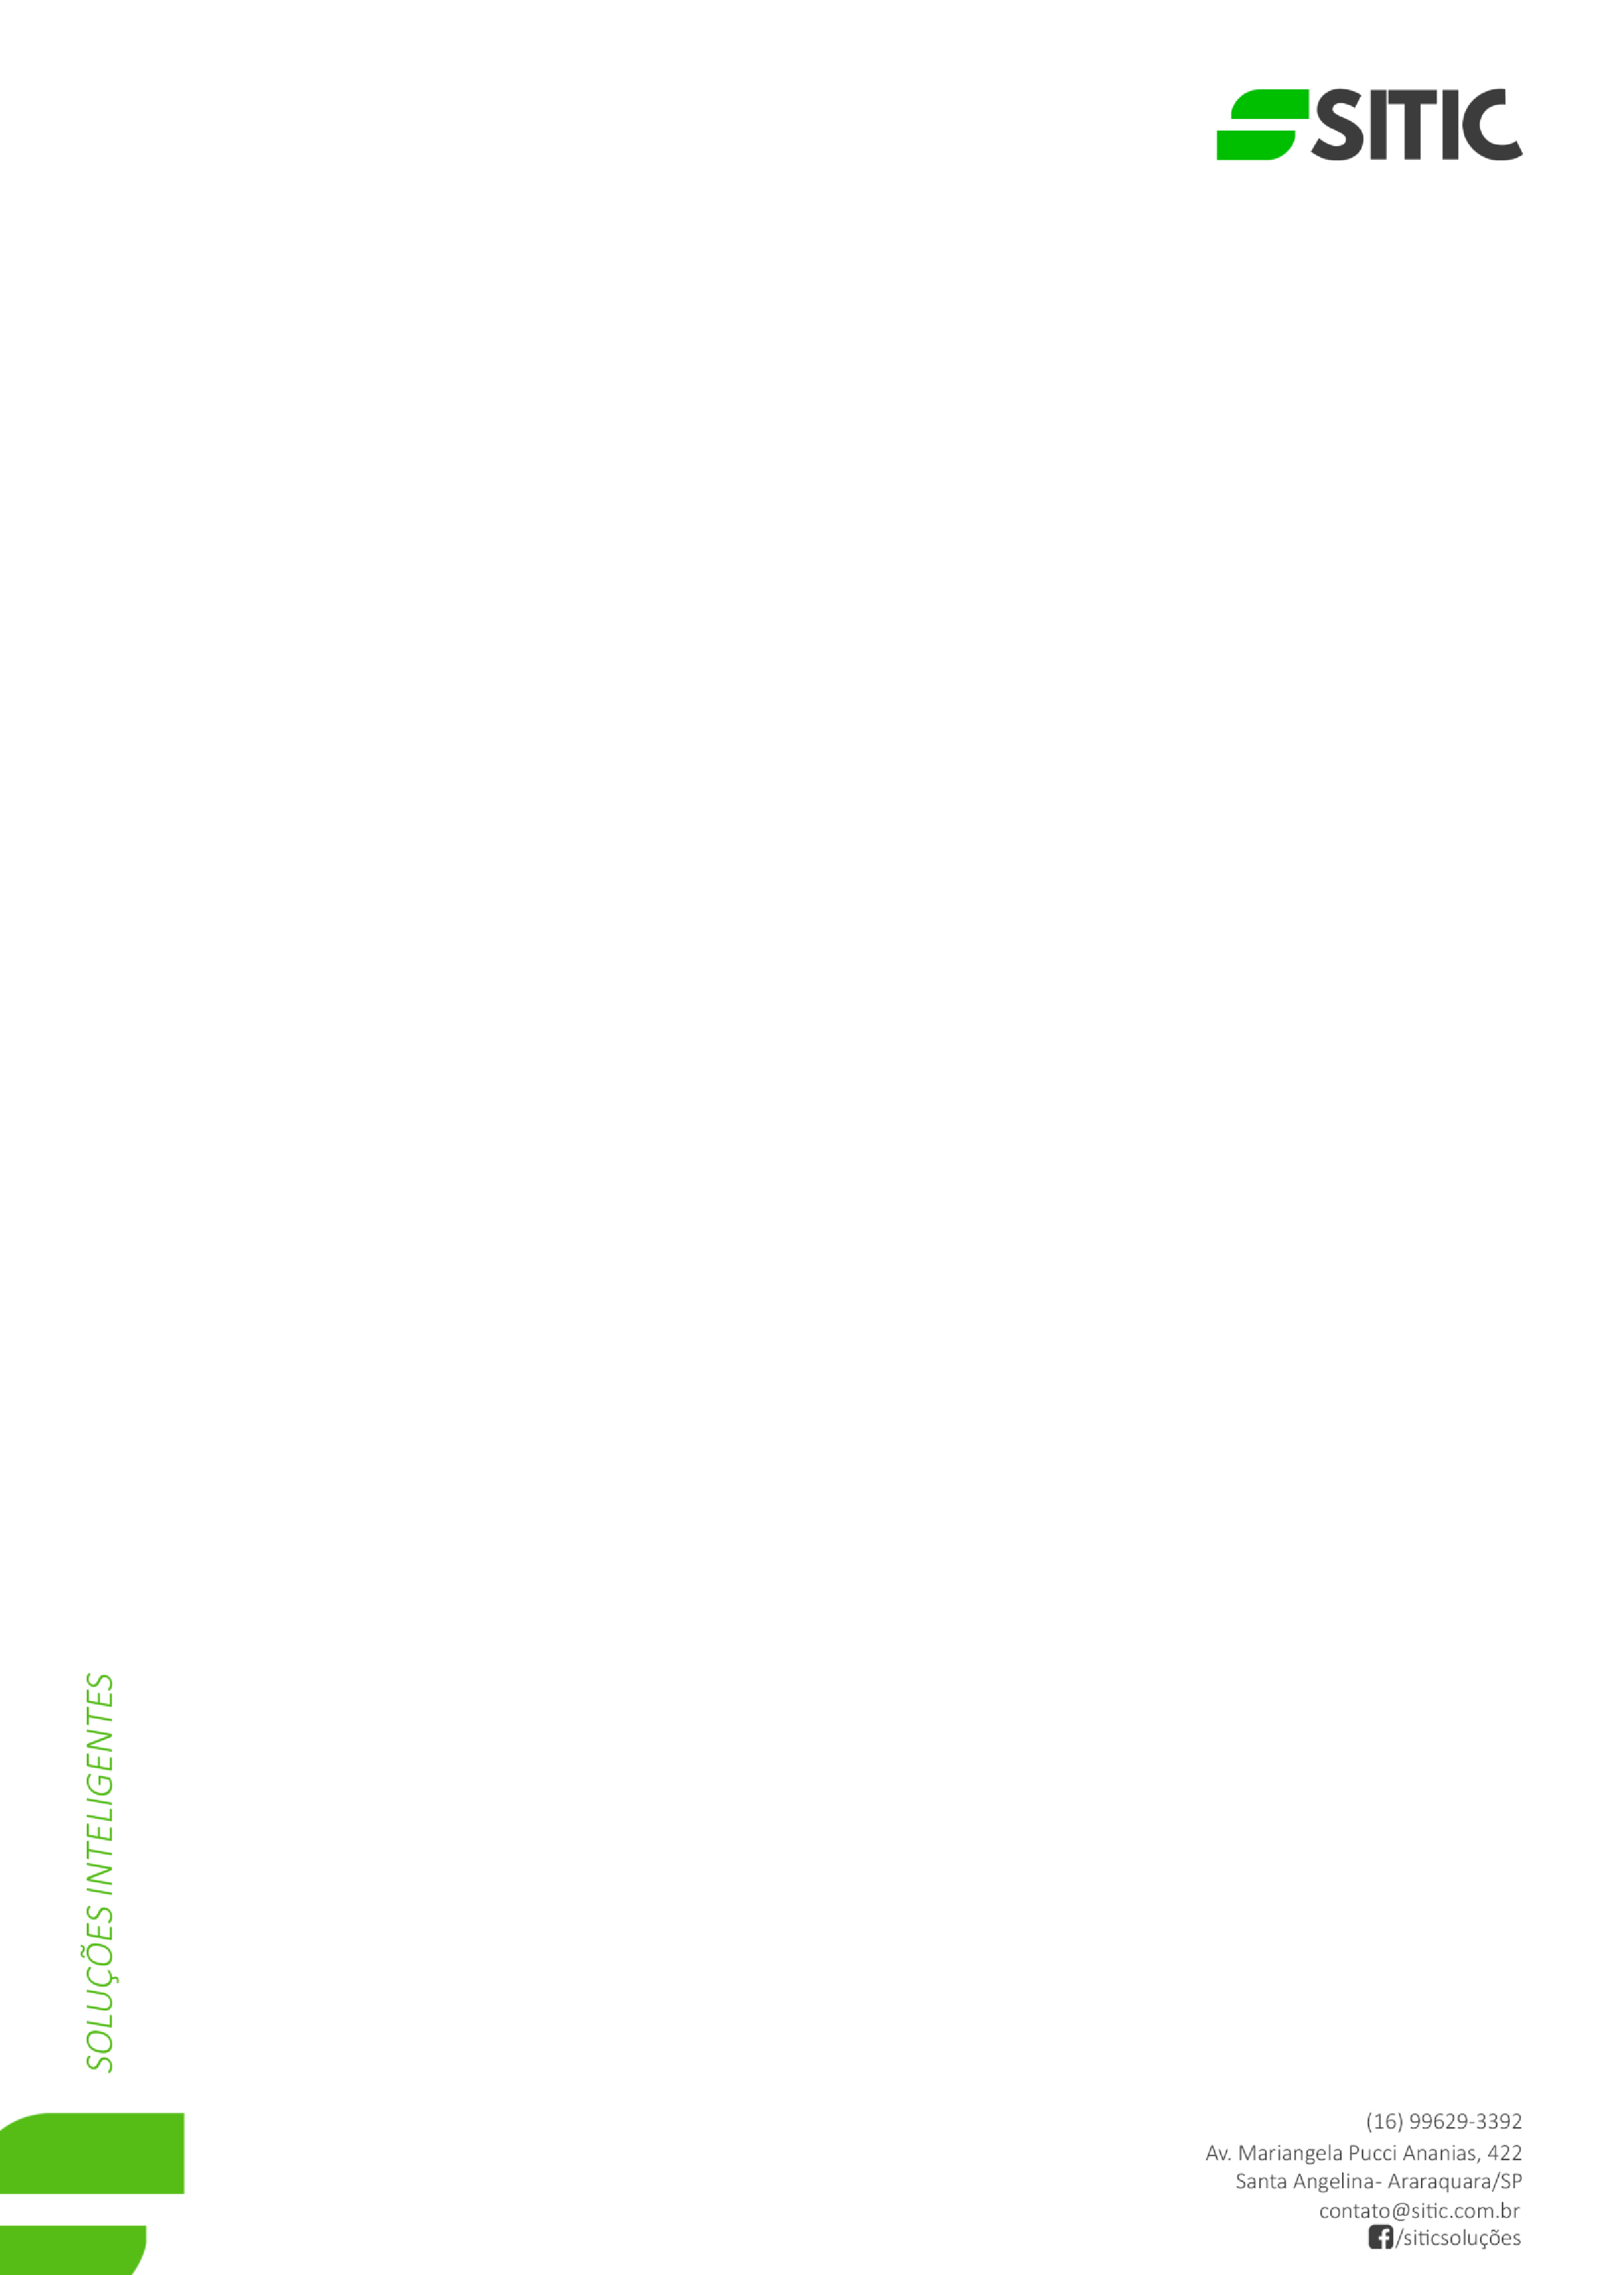 SITIC
SOLUÇÕES INTELIGENTES
(16) 99629-3392
Av. Mariangela Pucci Ananias, 422
Santa Angelina- Araraquara/SP
contato@sitic.com.br
/siticsoluções